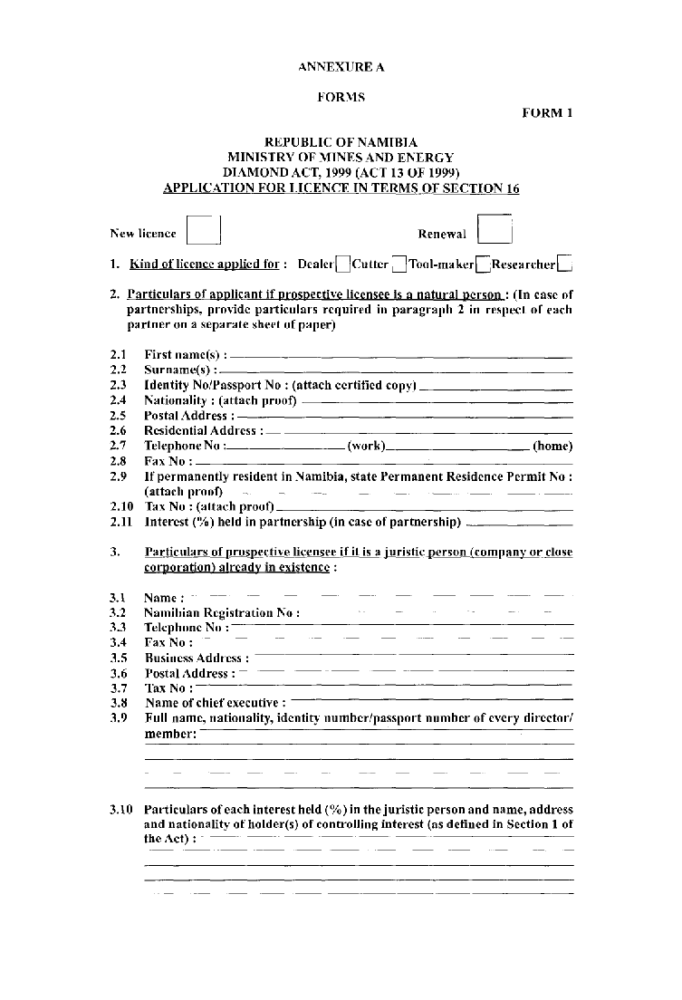 ANNEXURE A
FORMS
FORM 1
REPUBLIC OF NAMIBIA
MINISTRY OF MINES AND ENERGY
DIAMOND ACT, 1999 (ACT 13 OF 1999)
APPLICATION FOR LICENCE IN TERMS OF SECTION 16
New licence Renewal
1. Kind of licence applied for : Dealer Cutter Tool-maker Researcher
2. Particulars of applicant if prospective licensee is a natural person : (In case of
partnerships, provide particulars required in paragraph 2 in respect of each
partner on a separate sheet of paper)
2.1 First name(s) :
2.2 Surname(s) :
2.3 Identity No/Passport No : (attach certified copy)
2.4 Nationality : (attach proof)
2.5 Postal Address :
2.6 Residential Address :
2.7 Telephone No : (work) (home)
2.8 Fax No :
2.9 If permanently resident in Namibia, state Permanent Residence Permit No :
(attach proof)
2.10 Tax No : (attach proof)
2.11 Interest (%) held in partnership (in case of partnership)
3. Particulars of prospective licensee if it is a juristic person (company or close
corporation) already in existence :
3.1 Name :
3.2 Namibian Registration No :
3.3 Telephone No :
3.4 Fax No :
3.5 Business Address :
3.6 Postal Address :
3.7 Tax No :
3.8 Name of chief executive :
3.9 Full name, nationality, identity number/passport number of every director/
member:
3.10 Particulars of each interest held (%) in the juristic person and name, address
and nationality of holder(s) of controlling interest (as defined in Section 1 of
the Act) :